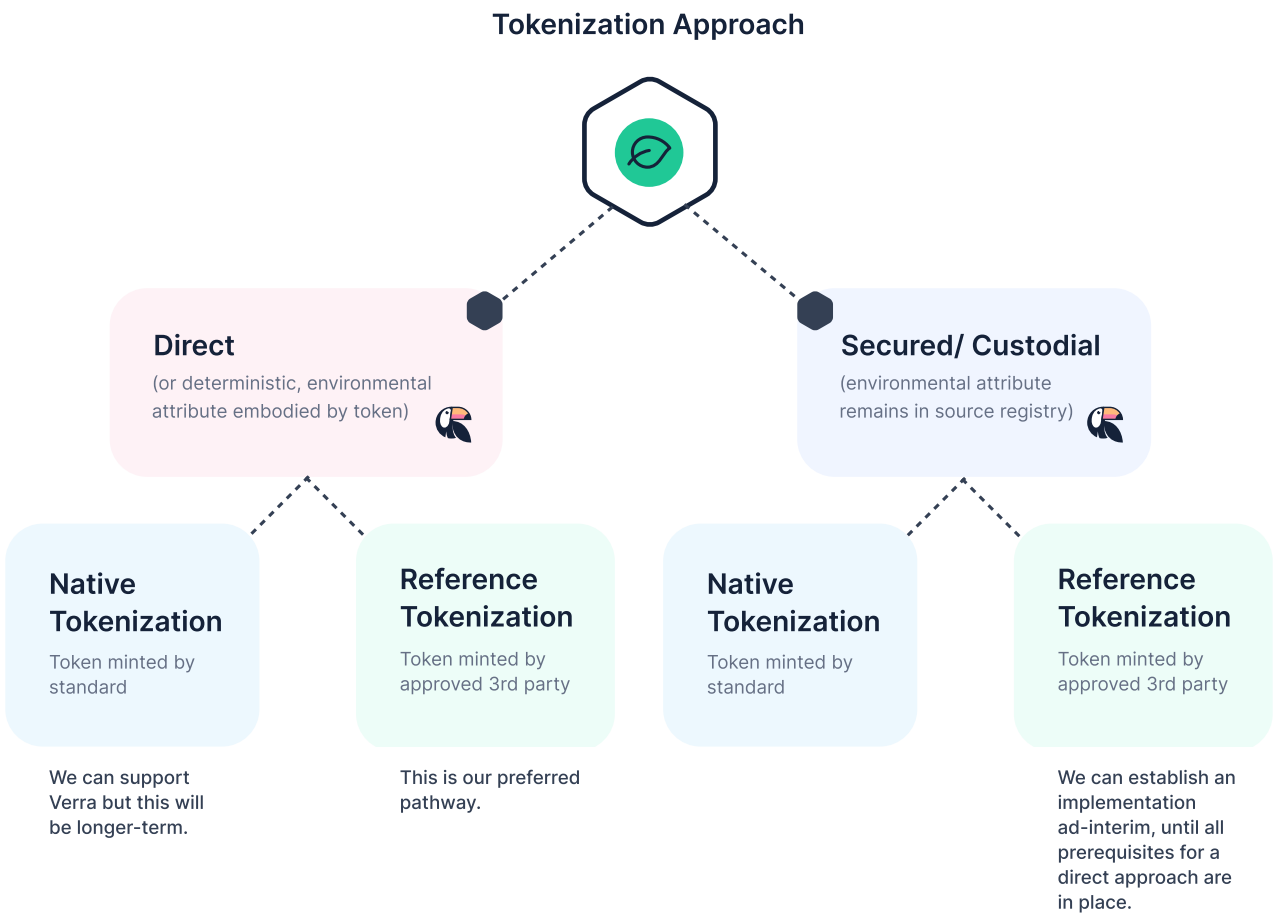 Tokenization Approach
Direct
(or deterministic, environmental
attribute embodied by token)
Secured/ Custodial
(environmental attribute
remains in source registry)
Native
Tokenization
Token minted by
standard
We can support
Verra but this will
be longer-term.
Reference
Tokenization
Token minted by
approved 3rd party
This is our preferred
pathway.
Native
Tokenization
Token minted by
standard
Reference
Tokenization
Token minted by
approved 3rd party
We can establish an
implementation
ad-interim, until all
prerequisites for a
direct approach are
in place.